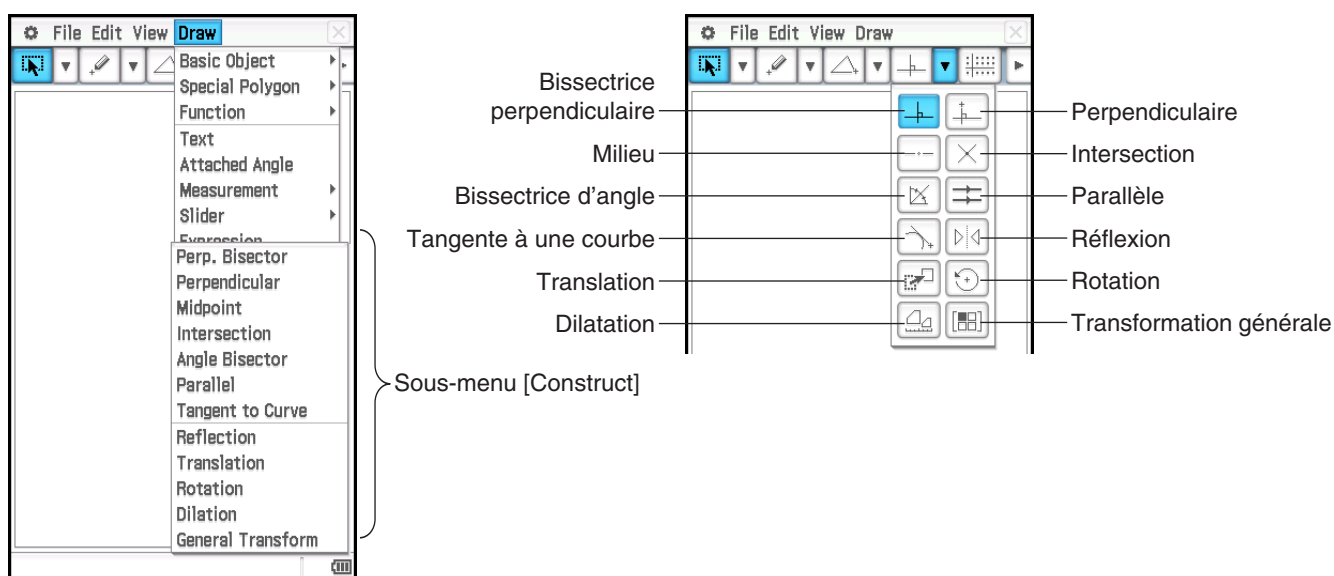 File Edit View Draw
Basic Object
Special Polygon
Function
Text
Attached Angle
Measurement
Slider
Expression
Perp. Bisector
Perpendicular
Midpoint
Intersection
Angle Bisector
Parallel
Tangent to Curve
Reflection
Translation
Rotation
Dilation
General Transform
Sous-menu [Construct]
File Edit View Draw
Bissectrice
perpendiculaire
Perpendiculaire
Milieu
Intersection
Bissectrice d'angle
Parallèle
Tangente à une courbe
Réflexion
Translation
Rotation
Dilatation
Transformation générale